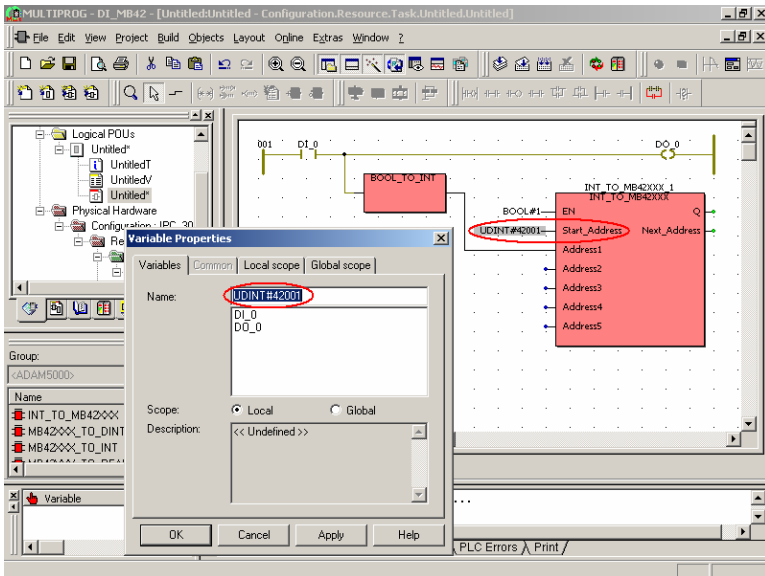 MULTIPROG - DI_MB42 - [Untitled:Untitled - Configuration.Resource.Task.Untitled.Untitled]
File Edit View Project Build Objects Layout Online Extras Window ?
Logical POUs
Untitled*
UntitledT
UntitledV
Untitled*
Physical Hardware
Configuration : IPC_30
Re
Group:
<ADAM5000>
Name
INT_TO_MB42XXX
MB42XXX_TO_DINT
MB42XXX_TO_INT
Variable
001 DI_0 DO_0
BOOL_TO_INT
INT_TO_MB42XXX_1
INT_TO_MB42XXX
BOOL#1 EN Q
UDINT#42001 Start_Address Next_Address
Address1
Address2
Address3
Address4
Address5
Variable Properties
Variables Common Local scope Global scope
Name: UDINT#42001
DI_0
DO_0
Scope: Local Global
Description: << Undefined >>
OK Cancel Apply Help
...
PLC Errors Print